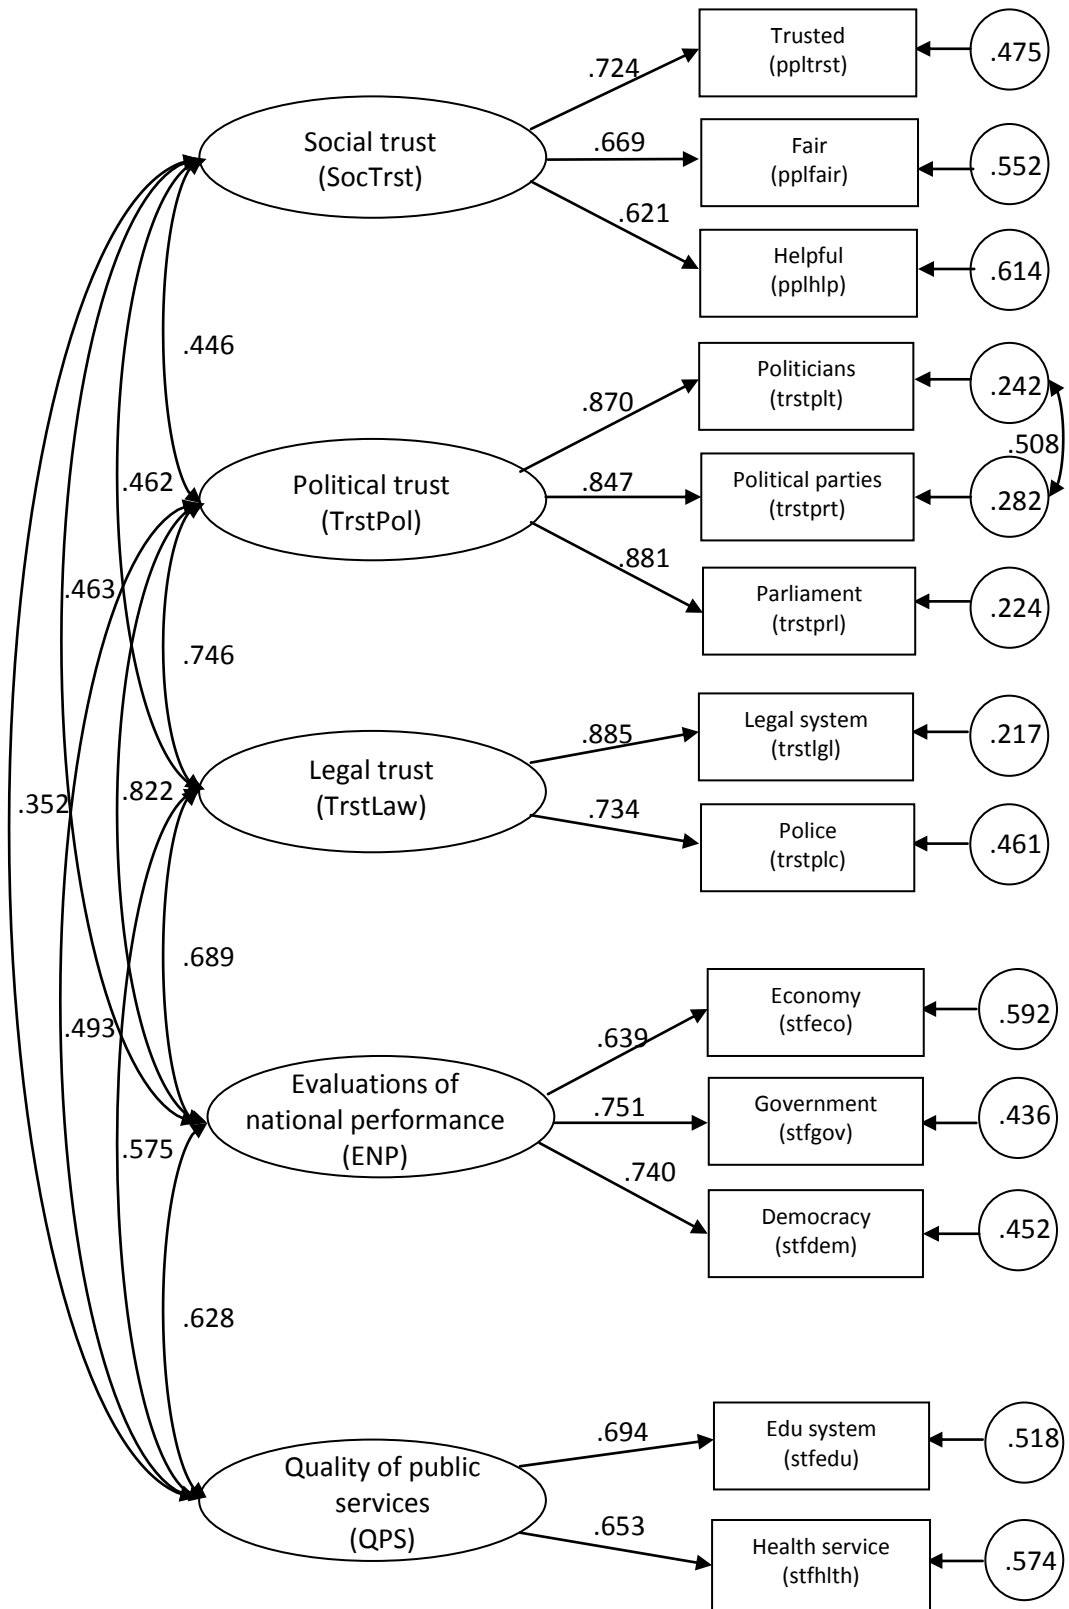 Trusted
(ppltrst)
.475
.724
Social trust
(SocTrst)
.669
Fair
(pplfair)
.552
.621
Helpful
(pplhlp)
.614
.446
Politicians
(trstplt)
.242
.870
.508
.462
Political trust
(TrstPol)
.847
Political parties
(trstprt)
.282
.881
.463
Parliament
(trstprl)
.224
.746
Legal system
(trstlgl)
.217
.885
Legal trust
(TrstLaw)
.352
.822
.734
Police
(trstplc)
.461
.689
Economy
(stfeco)
.592
.493
.639
Evaluations of
national performance
(ENP)
.751
Government
(stfgov)
.436
.575
.740
Democracy
(stfdem)
.452
.628
.694
Edu system
(stfedu)
.518
Quality of public
services
(QPS)
.653
Health service
(stfhlth)
.574